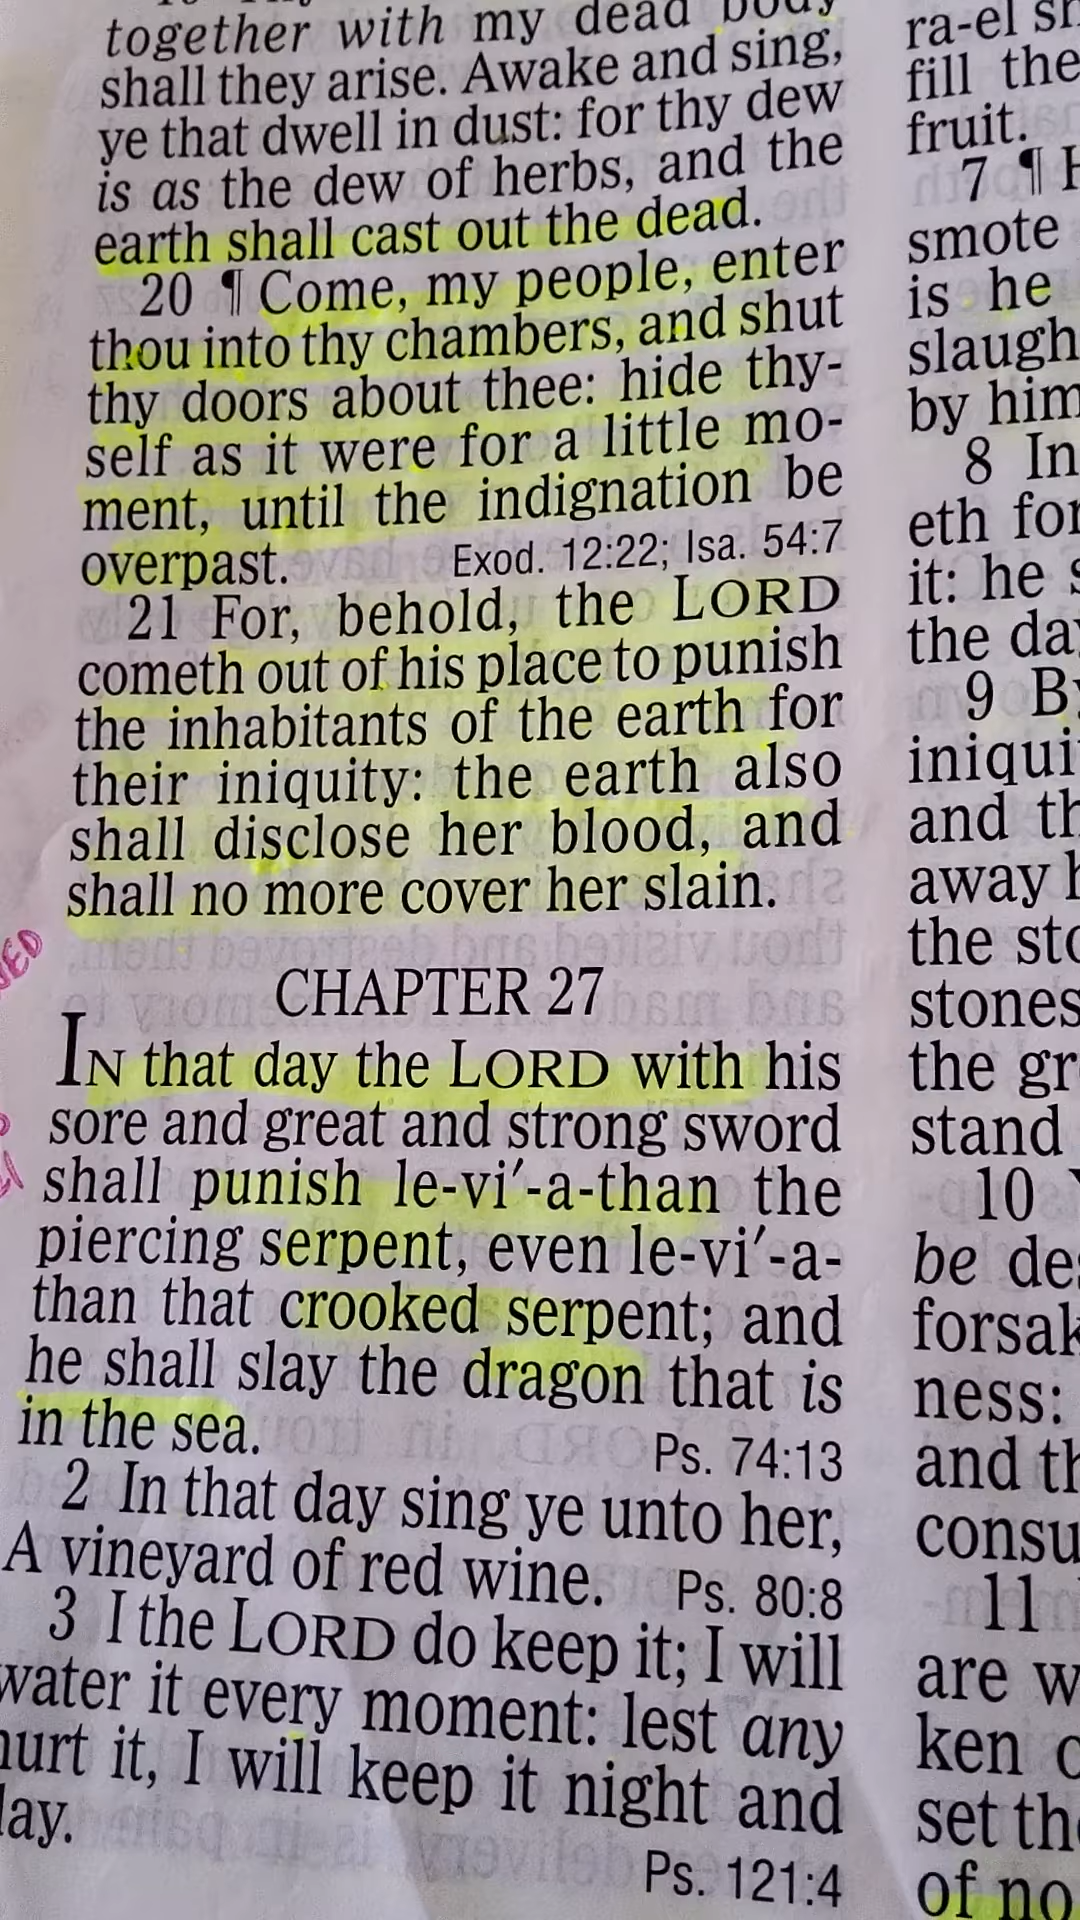 together with my dead body
shall they arise. Awake and sing,
ye that dwell in dust: for thy dew
is as the dew of herbs, and the
earth shall cast out the dead.
20 ¶ Come, my people, enter
thou into thy chambers, and shut
thy doors about thee: hide thy-
self as it were for a little mo-
ment, until the indignation be
overpast. Exod. 12:22; Isa. 54:7
21 For, behold, the LORD
cometh out of his place to punish
the inhabitants of the earth for
their iniquity: the earth also
shall disclose her blood, and
shall no more cover her slain.
CHAPTER 27
IN that day the LORD with his
sore and great and strong sword
shall punish le-vi′-a-than the
piercing serpent, even le-vi′-a-
than that crooked serpent; and
he shall slay the dragon that is
in the sea.
Ps. 74:13
2 In that day sing ye unto her,
A vineyard of red wine. Ps. 80:8
3 I the LORD do keep it; I will
water it every moment: lest any
hurt it, I will keep it night and
day.
Ps. 121:4
ra-el
fill the
fruit.
7 ¶
smote
is he
slaugh
by him
8 In
eth for
it: he
the day
9 By
iniqui
and th
away
the sto
stones
the gr
stand
10
be de
forsak
ness:
and th
consu
11
are w
ken
set th
of no